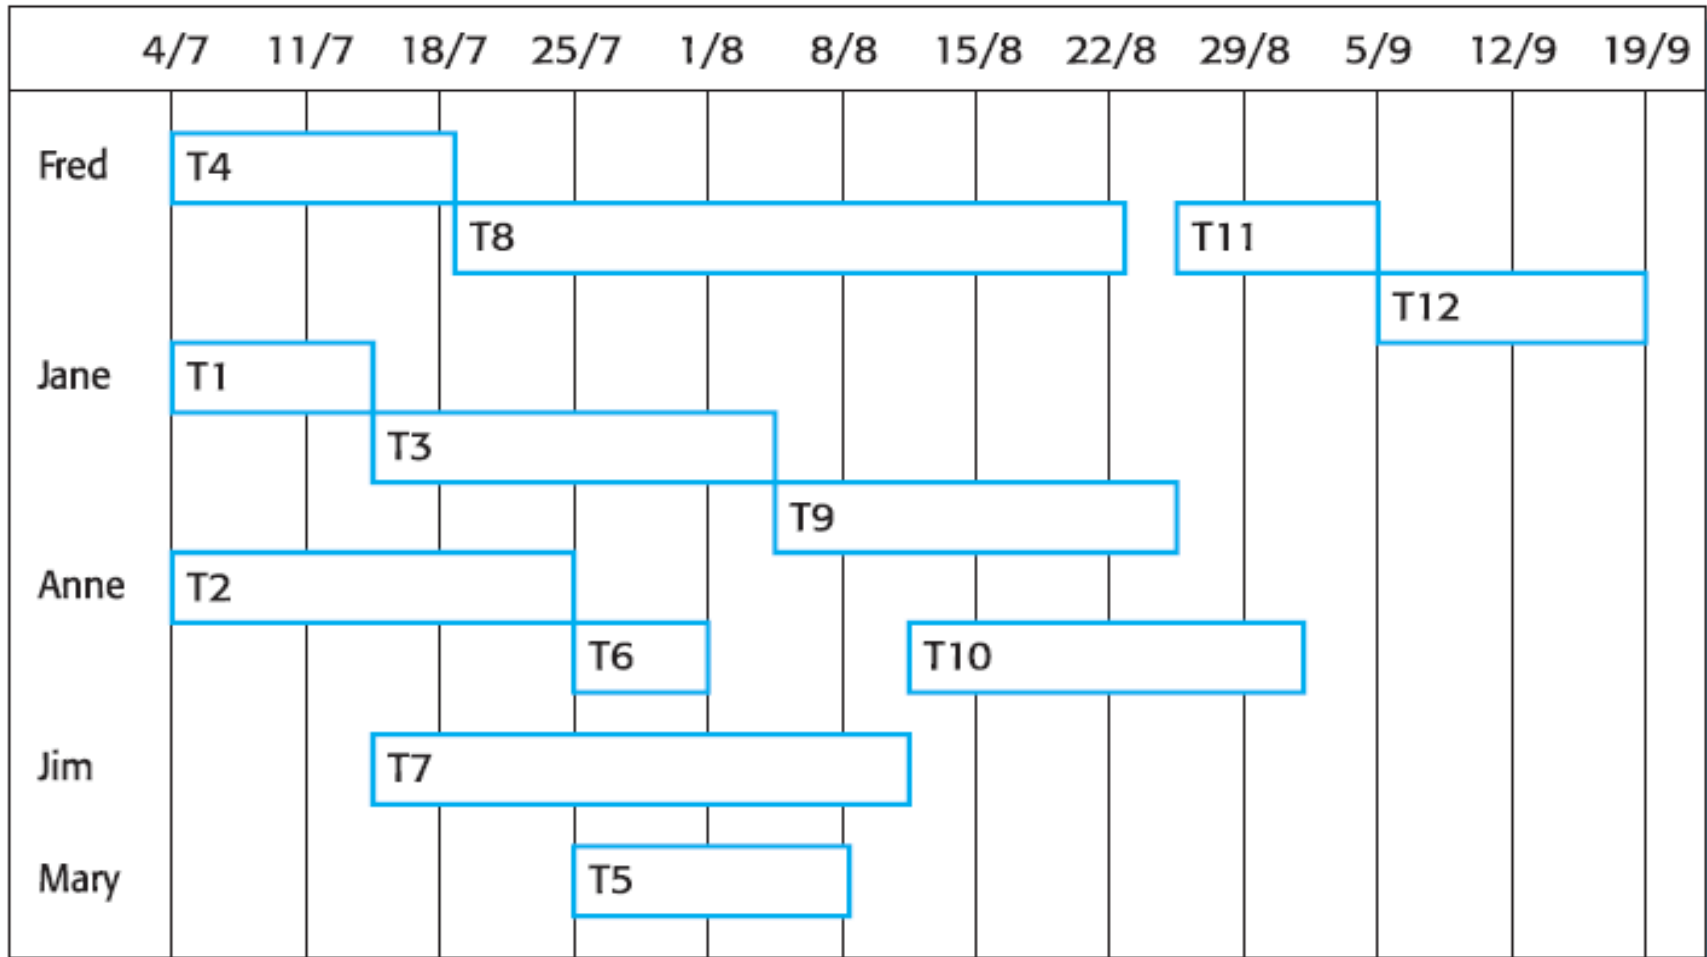 4/7 11/7 18/7 25/7 1/8 8/8 15/8 22/8 29/8 5/9 12/9 19/9
Fred T4
T8 T11
T12
Jane T1
T3
T9
Anne T2
T6 T10
Jim T7
Mary T5